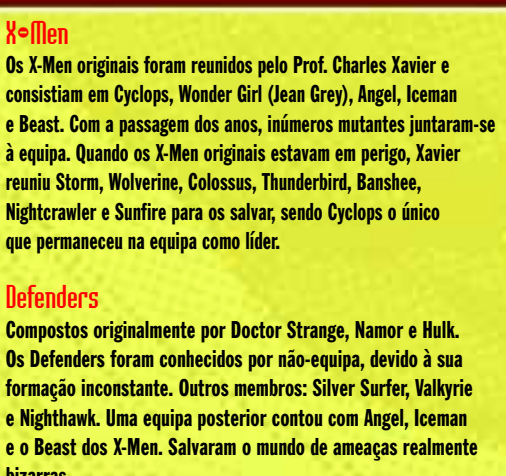 X-Men
Os X-Men originais foram reunidos pelo Prof. Charles Xavier e
consistiam em Cyclops, Wonder Girl (Jean Grey), Angel, Iceman
e Beast. Com a passagem dos anos, inúmeros mutantes juntaram-se
à equipa. Quando os X-Men originais estavam em perigo, Xavier
reuniu Storm, Wolverine, Colossus, Thunderbird, Banshee,
Nightcrawler e Sunfire para os salvar, sendo Cyclops o único
que permaneceu na equipa como líder.
Defenders
Compostos originalmente por Doctor Strange, Namor e Hulk.
Os Defenders foram conhecidos por não-equipa, devido à sua
formação inconstante. Outros membros: Silver Surfer, Valkyrie
e Nighthawk. Uma equipa posterior contou com Angel, Iceman
e o Beast dos X-Men. Salvaram o mundo de ameaças realmente
bizarras